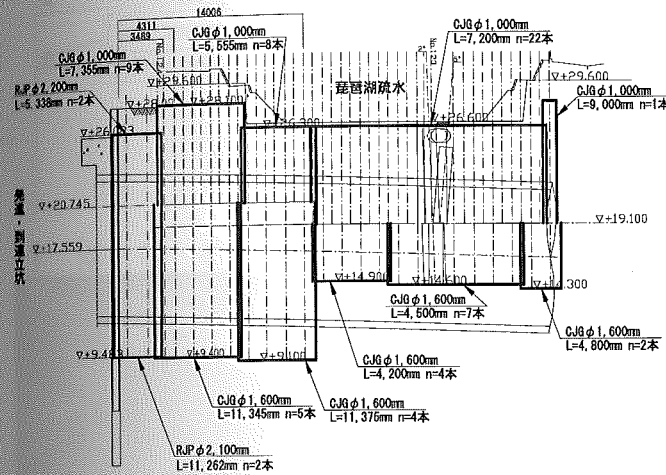 14006
4311
3489
CJGφ1,000mm
L=5,555mm n=8本
CJGφ1,000mm
L=7,200mm n=22本
CJGφ1,000mm
L=7,355mm n=9本
RJPφ2,200mm
L=5.338mm n=2本
▽+29.600
琵琶湖疏水
▽+29.600
CJGφ1,000mm
L=9,000mm n=1本
▽+26.600
発進・到達立坑
▽+20.745
▽+19.100
▽+17.559
▽+14.900
▽+14.600
CJGφ1,600mm
L=4,500mm n=7本
CJGφ1,600mm
L=4,800mm n=2本
▽+9.400
▽+9.100
CJGφ1,600mm
L=4,200mm n=4本
CJGφ1,600mm
L=11,345mm n=5本
CJGφ1,600mm
L=11,376mm n=4本
RJPφ2,100mm
L=11,262mm n=2本